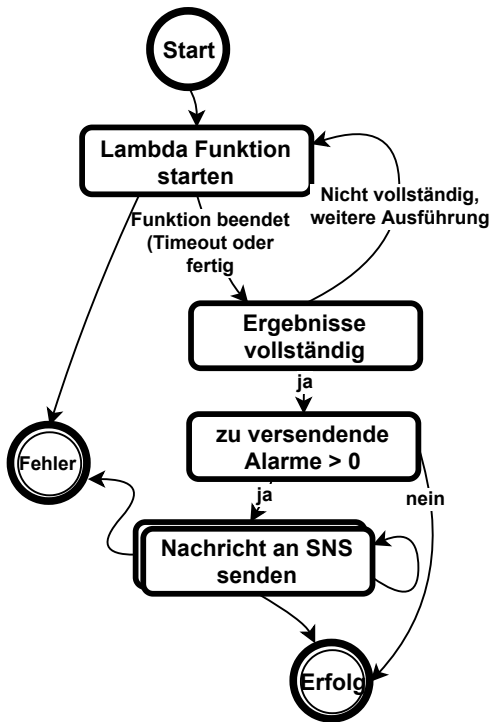 Start
Lambda Funktion
starten
Nicht vollständig,
weitere Ausführung
Funktion beendet
(Timeout oder
fertig
Ergebnisse
vollständig
ja
zu versendende
Alarme > 0
Fehler
ja
nein
Nachricht an SNS
senden
Erfolg